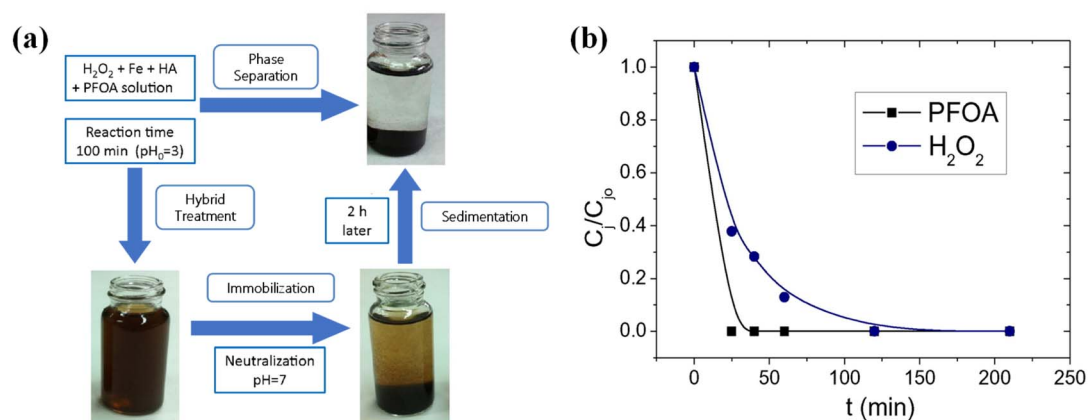 (a)
H₂O₂ + Fe + HA
+ PFOA solution
Phase
Separation
Reaction time
100 min (pH₀=3)
Hybrid
Treatment
2 h
later
Sedimentation
Immobilization
Neutralization
pH=7
(b)
PFOA
H₂O₂
1.0
0.8
0.6
0.4
0.2
0.0
Cⱼ/Cⱼₒ
0
50
100
150
200
250
t (min)